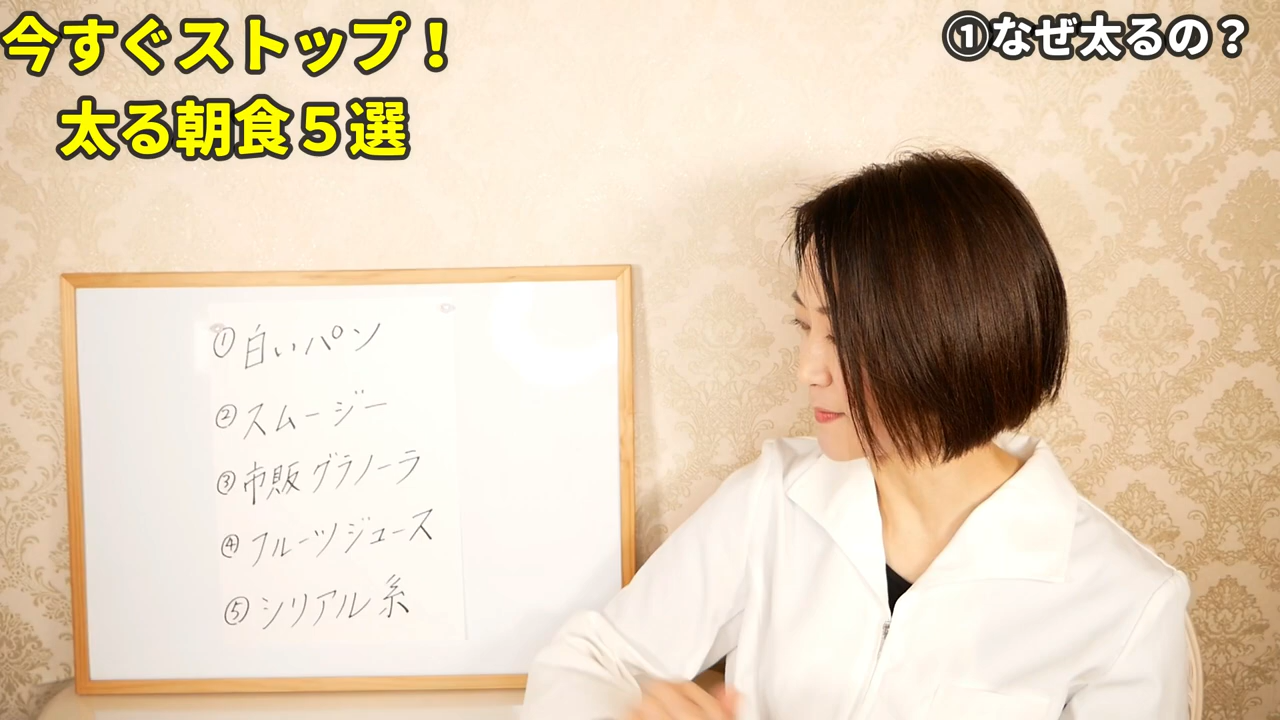 今すぐストップ！
太る朝食５選
①なぜ太るの？
①白いパン
②スムージー
③市販グラノーラ
④フルーツジュース
⑤シリアル系